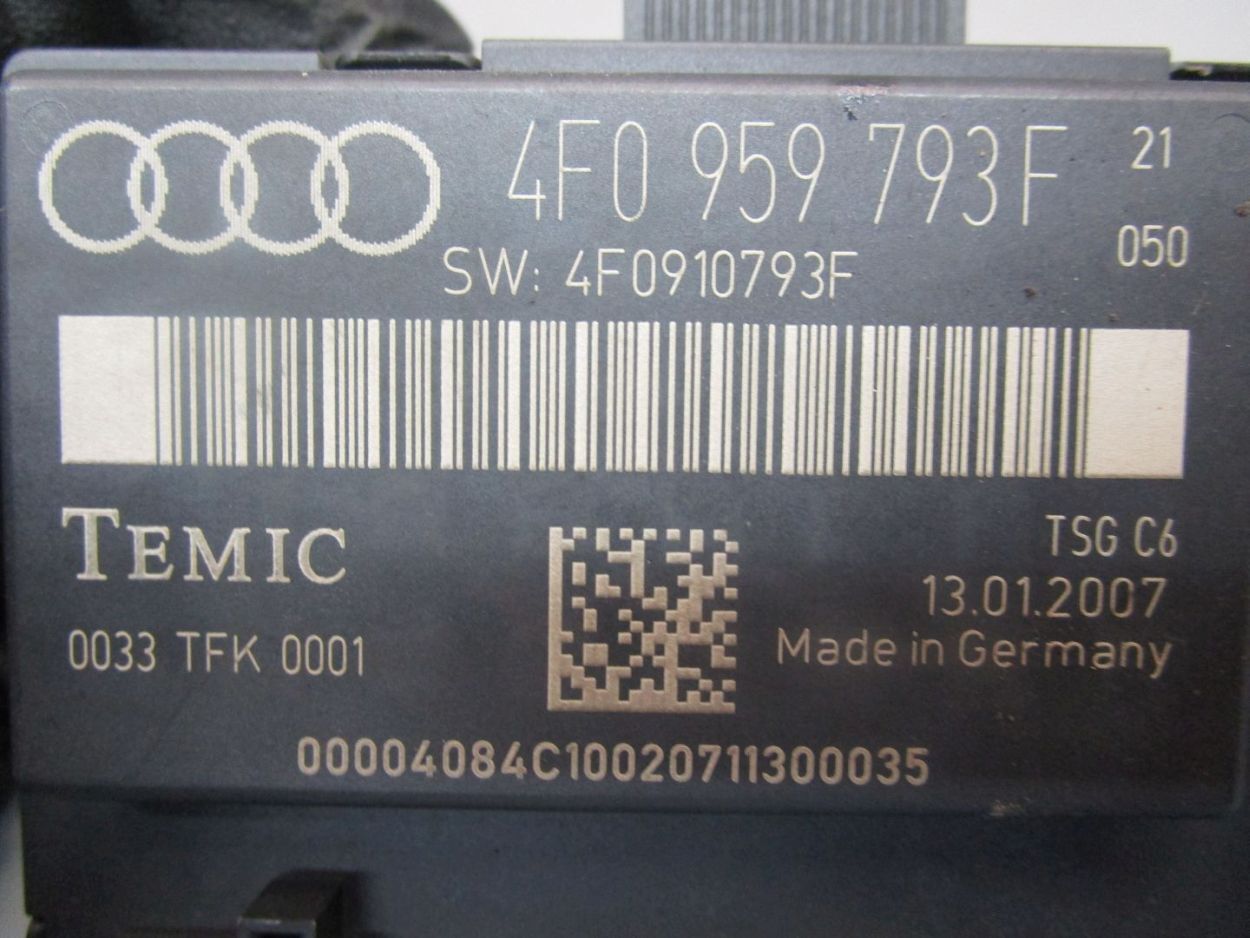 4F0 959 793F 21
050
SW: 4F0910793F
TEMIC
TSG C6
13.01.2007
0033 TFK 0001
Made in Germany
00004084C10020711300035